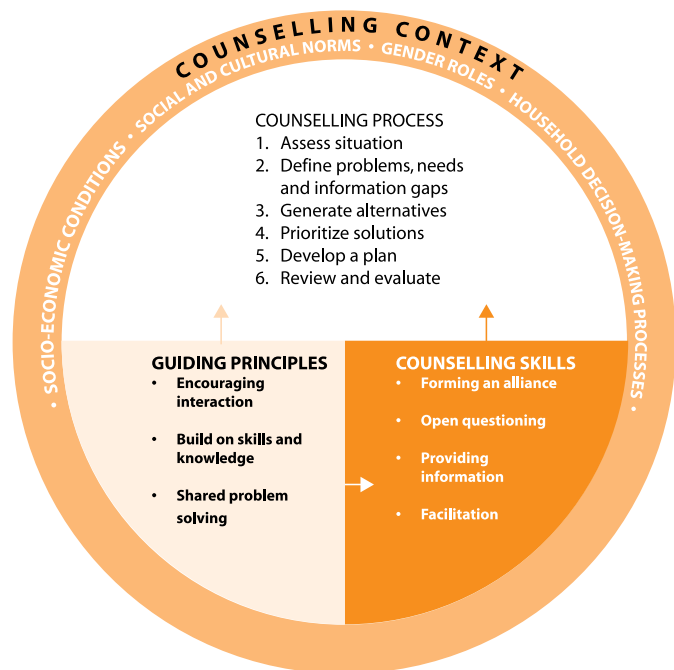 COUNSELLING CONTEXT
• SOCIO-ECONOMIC CONDITIONS • SOCIAL AND CULTURAL NORMS • GENDER ROLES • HOUSEHOLD DECISION-MAKING PROCESSES •
COUNSELLING PROCESS
1. Assess situation
2. Define problems, needs
and information gaps
3. Generate alternatives
4. Prioritize solutions
5. Develop a plan
6. Review and evaluate
GUIDING PRINCIPLES
• Encouraging
interaction
• Build on skills and
knowledge
• Shared problem
solving
COUNSELLING SKILLS
• Forming an alliance
• Open questioning
• Providing
information
• Facilitation